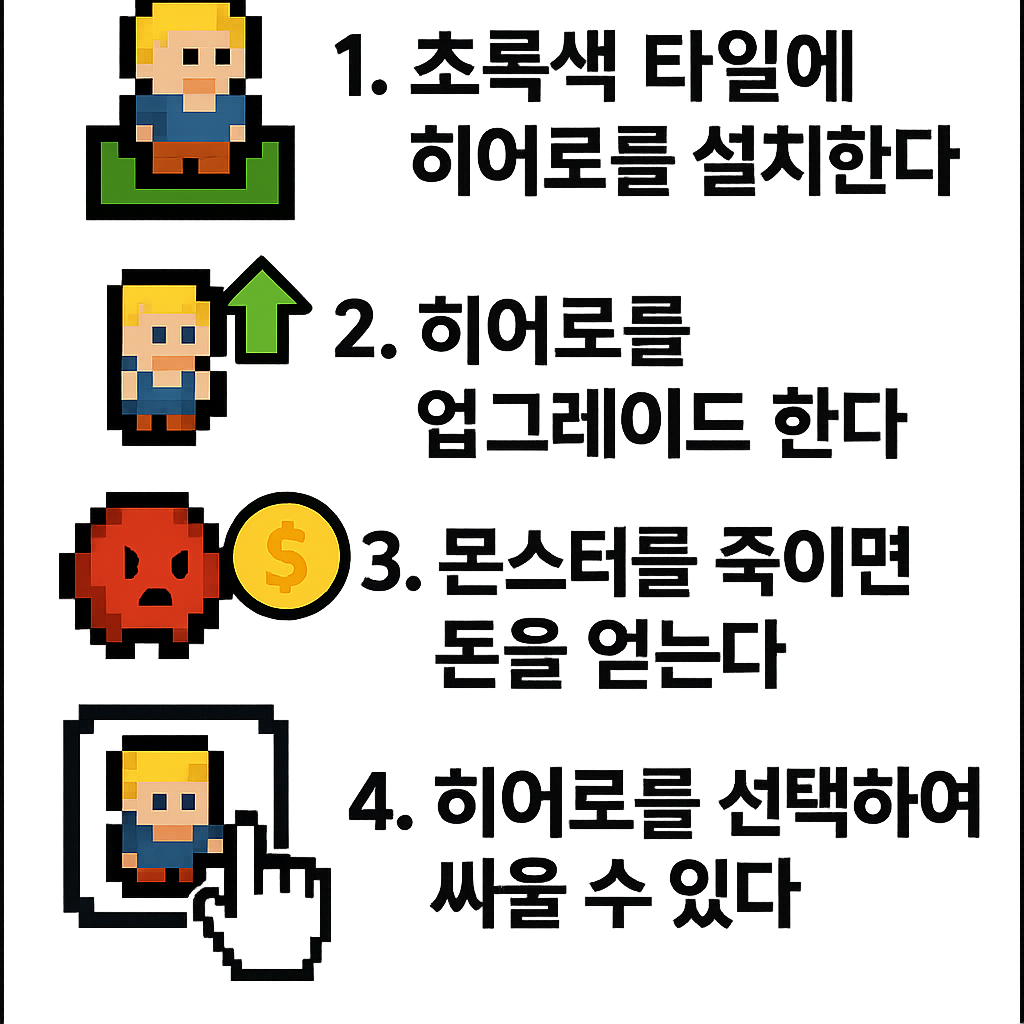 1. 초록색 타일에
히어로를 설치한다
2. 히어로를
업그레이드 한다
$
3. 몬스터를 죽이면
돈을 얻는다
4. 히어로를 선택하여
싸울 수 있다